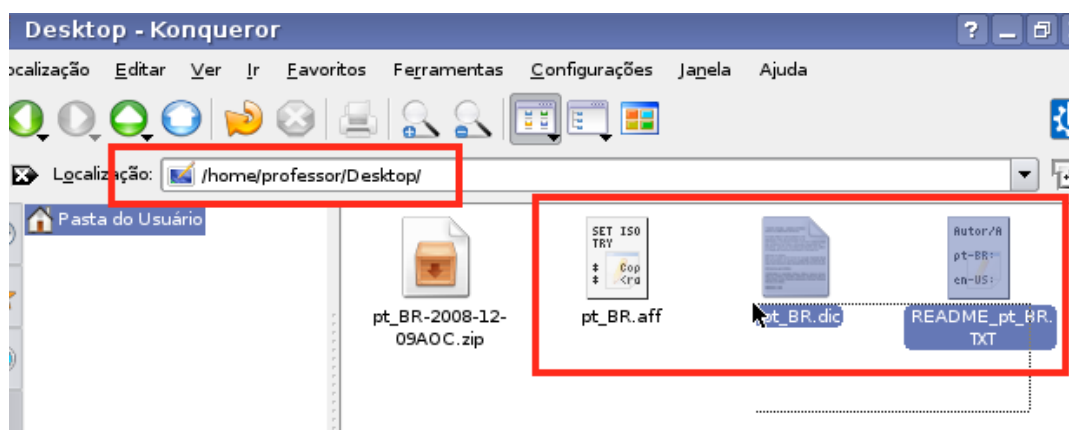 Desktop - Konqueror
ocalização Editar Ver Ir Favoritos Ferramentas Configurações Janela Ajuda
Localização: /home/professor/Desktop/
Pasta do Usuário
SET ISO
TRY
# Cop
# <ra
Autor/A
pt-BR:
en-US:
pt_BR-2008-12-
09AOC.zip
pt_BR.aff
pt_BR.dic
README_pt_BR.
TXT